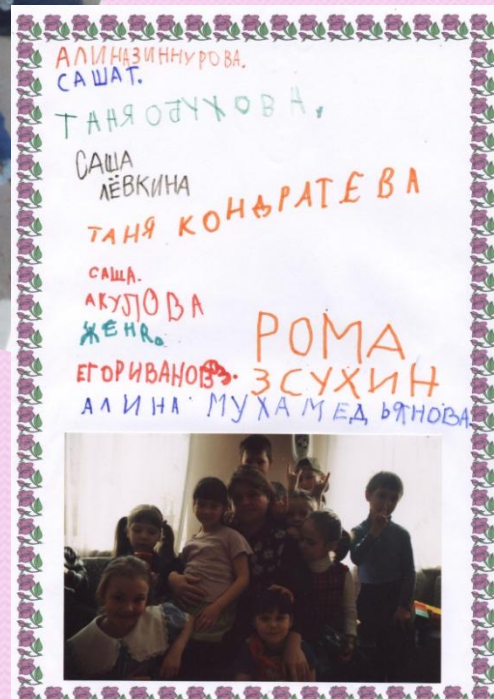 АЛИНАЗИННУРОВА.
САШАТ.
ТАНЯОБУХОВА.
САША
ЛЁВКИНА
ТАНЯ КОНДРАТЕВА
САША.
АКУЛОВА
ЖЕНЯ.
РОМА
ЕГОРИВАНОВ.
ЗСУХИН
АЛИНА МУХАМЕДЬЯНОВА